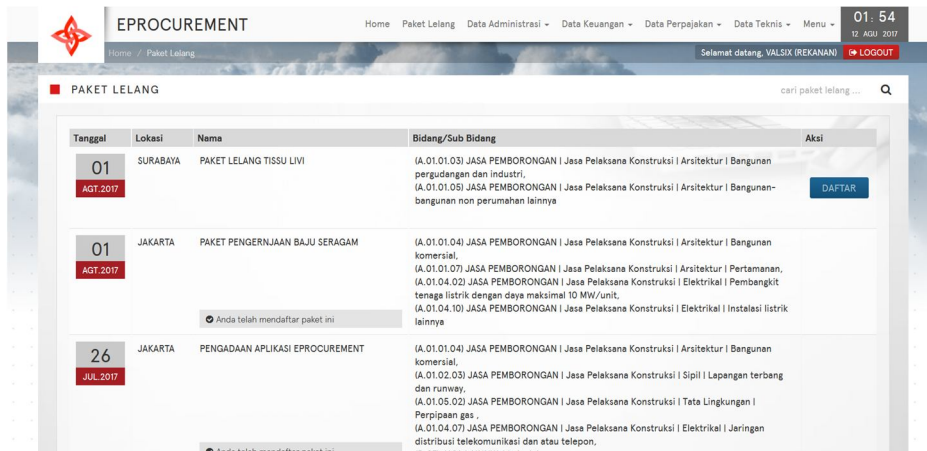 EPROCUREMENT
Home Paket Lelang Data Administrasi Data Keuangan Data Perpajakan Data Teknis Menu
01: 54
12 AGU 2017
Home / Paket Lelang
Selamat datang, VALSIX (REKANAN) LOGOUT
PAKET LELANG
cari paket lelang ...
Tanggal Lokasi Nama Bidang/Sub Bidang Aksi
01
AGT.2017
SURABAYA
PAKET LELANG TISSU LIVI
(A.01.01.03) JASA PEMBORONGAN | Jasa Pelaksana Konstruksi | Arsitektur | Bangunan
pergudangan dan industri,
(A.01.01.05) JASA PEMBORONGAN | Jasa Pelaksana Konstruksi | Arsitektur | Bangunan-
bangunan non perumahan lainnya
DAFTAR
01
AGT.2017
JAKARTA
PAKET PENGERNJAAN BAJU SERAGAM
Anda telah mendaftar paket ini
(A.01.01.04) JASA PEMBORONGAN | Jasa Pelaksana Konstruksi | Arsitektur | Bangunan
komersial,
(A.01.01.07) JASA PEMBORONGAN | Jasa Pelaksana Konstruksi | Arsitektur | Pertamanan,
(A.01.04.02) JASA PEMBORONGAN | Jasa Pelaksana Konstruksi | Elektrikal | Pembangkit
tenaga listrik dengan daya maksimal 10 MW/unit,
(A.01.04.10) JASA PEMBORONGAN | Jasa Pelaksana Konstruksi | Elektrikal | Instalasi listrik
lainnya
26
JUL.2017
JAKARTA
PENGADAAN APLIKASI EPROCUREMENT
Anda telah mendaftar paket ini
(A.01.01.04) JASA PEMBORONGAN | Jasa Pelaksana Konstruksi | Arsitektur | Bangunan
komersial,
(A.01.02.03) JASA PEMBORONGAN | Jasa Pelaksana Konstruksi | Sipil | Lapangan terbang
dan runway,
(A.01.05.02) JASA PEMBORONGAN | Jasa Pelaksana Konstruksi | Tata Lingkungan |
Perpipaan gas ,
(A.01.04.07) JASA PEMBORONGAN | Jasa Pelaksana Konstruksi | Elektrikal | Jaringan
distribusi telekomunikasi dan atau telepon,